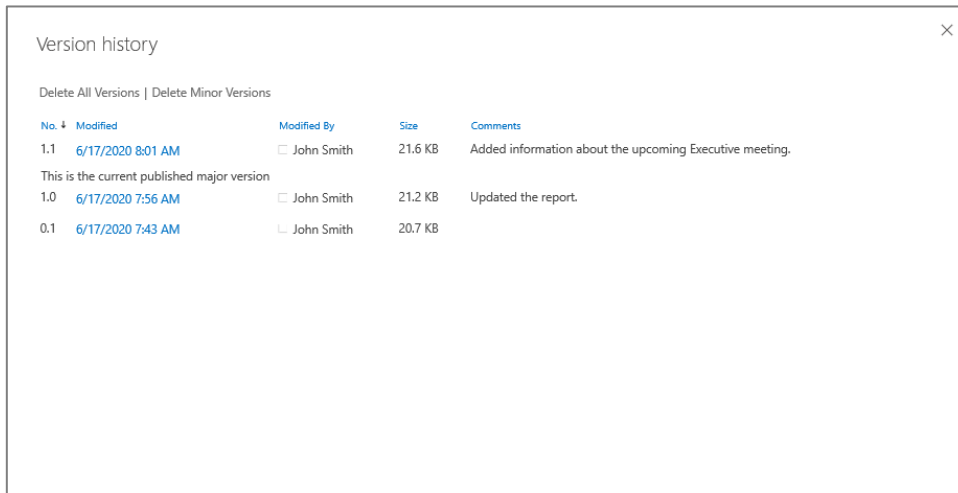 Version history
Delete All Versions | Delete Minor Versions
No. ↓ Modified Modified By Size Comments
1.1 6/17/2020 8:01 AM John Smith 21.6 KB Added information about the upcoming Executive meeting.
This is the current published major version
1.0 6/17/2020 7:56 AM John Smith 21.2 KB Updated the report.
0.1 6/17/2020 7:43 AM John Smith 20.7 KB